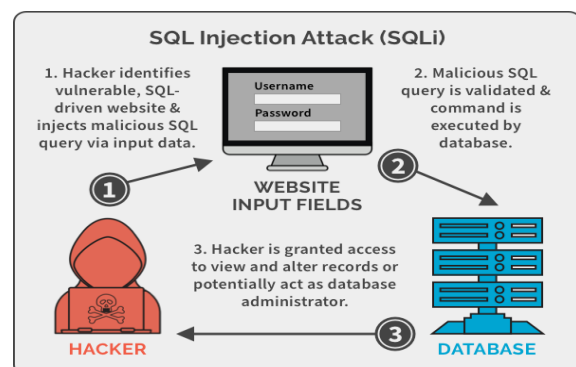 SQL Injection Attack (SQLi)
1. Hacker identifies
vulnerable, SQL-
driven website &
injects malicious SQL
query via input data.
Username
Password
2. Malicious SQL
query is validated &
command is
executed by
database.
1
2
WEBSITE
INPUT FIELDS
3. Hacker is granted access
to view and alter records or
potentially act as database
administrator.
3
HACKER
DATABASE